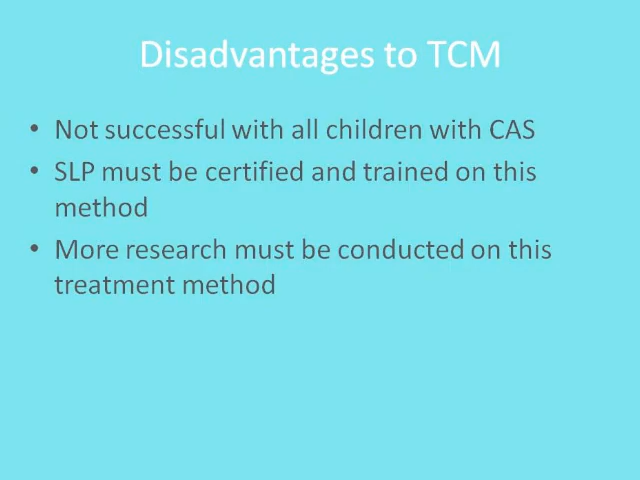 Disadvantages to TCM
• Not successful with all children with CAS
• SLP must be certified and trained on this
method
• More research must be conducted on this
treatment method